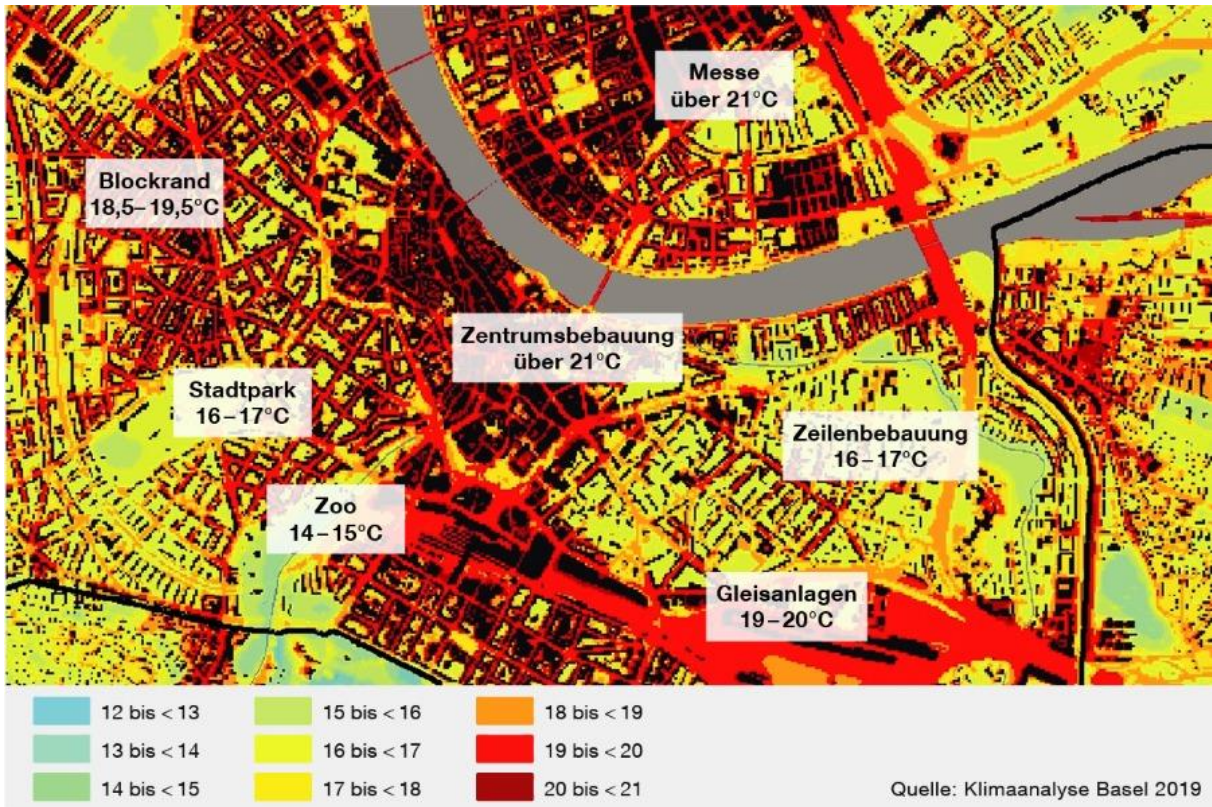 Messe
über 21°C
Blockrand
18,5–19,5°C
Zentrumsbebauung
über 21°C
Stadtpark
16–17°C
Zeilenbebauung
16–17°C
Zoo
14–15°C
Gleisanlagen
19–20°C
12 bis < 13
13 bis < 14
14 bis < 15
15 bis < 16
16 bis < 17
17 bis < 18
18 bis < 19
19 bis < 20
20 bis < 21
Quelle: Klimaanalyse Basel 2019